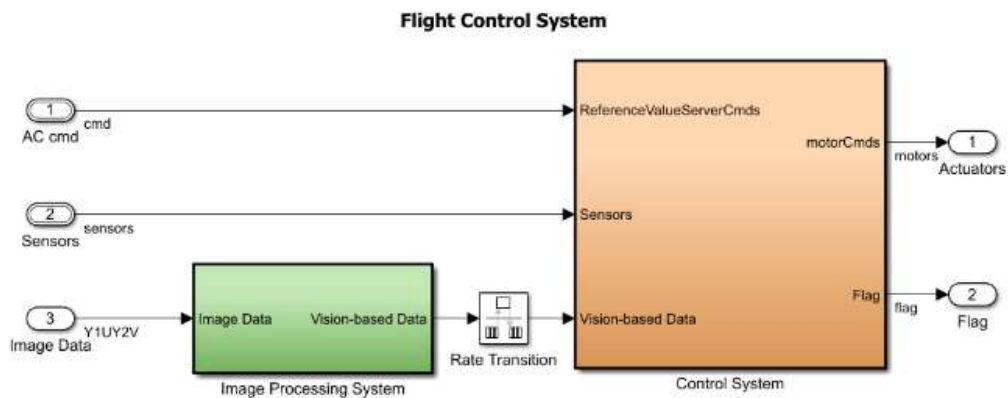 Flight Control System
1
cmd
AC cmd
ReferenceValueServerCmds
motorCmds
motors
1
Actuators
2
sensors
Sensors
Sensors
3
Y1UY2V
Image Data
Image Data
Vision-based Data
Image Processing System
Rate Transition
Vision-based Data
Flag
flag
2
Flag
Control System